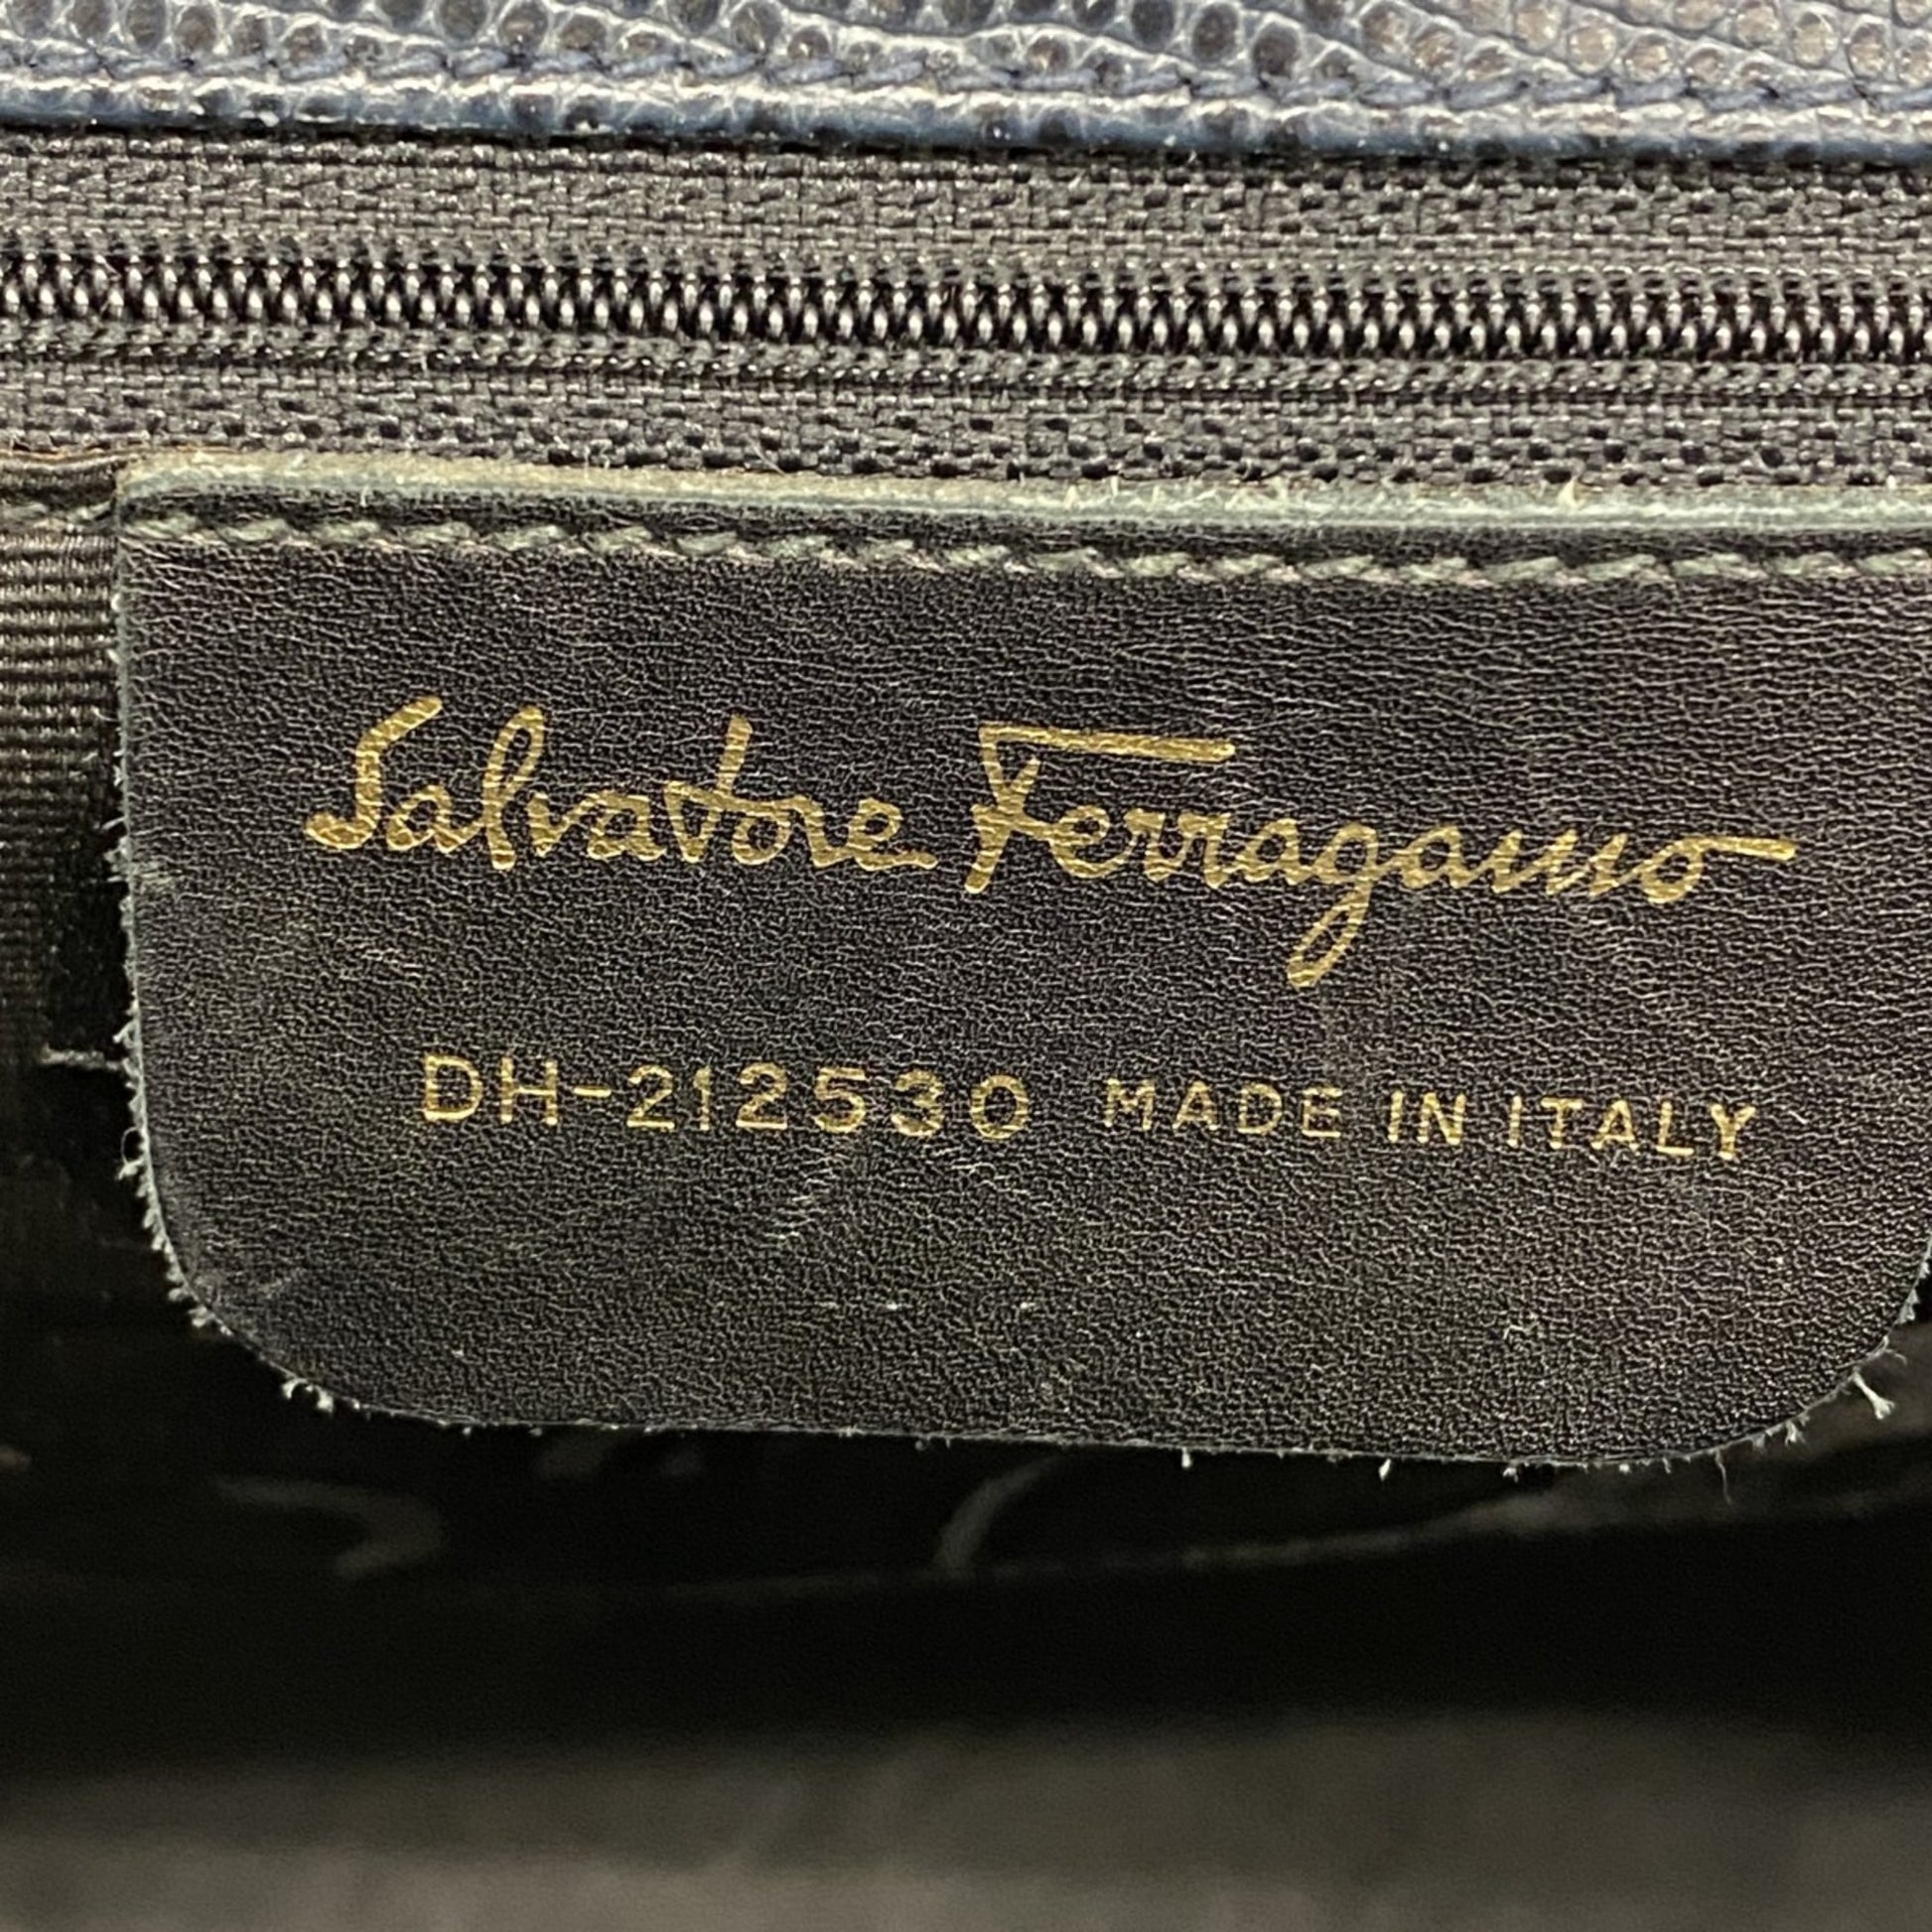 Salvatore Ferragamo
DH-212530 MADE IN ITALY